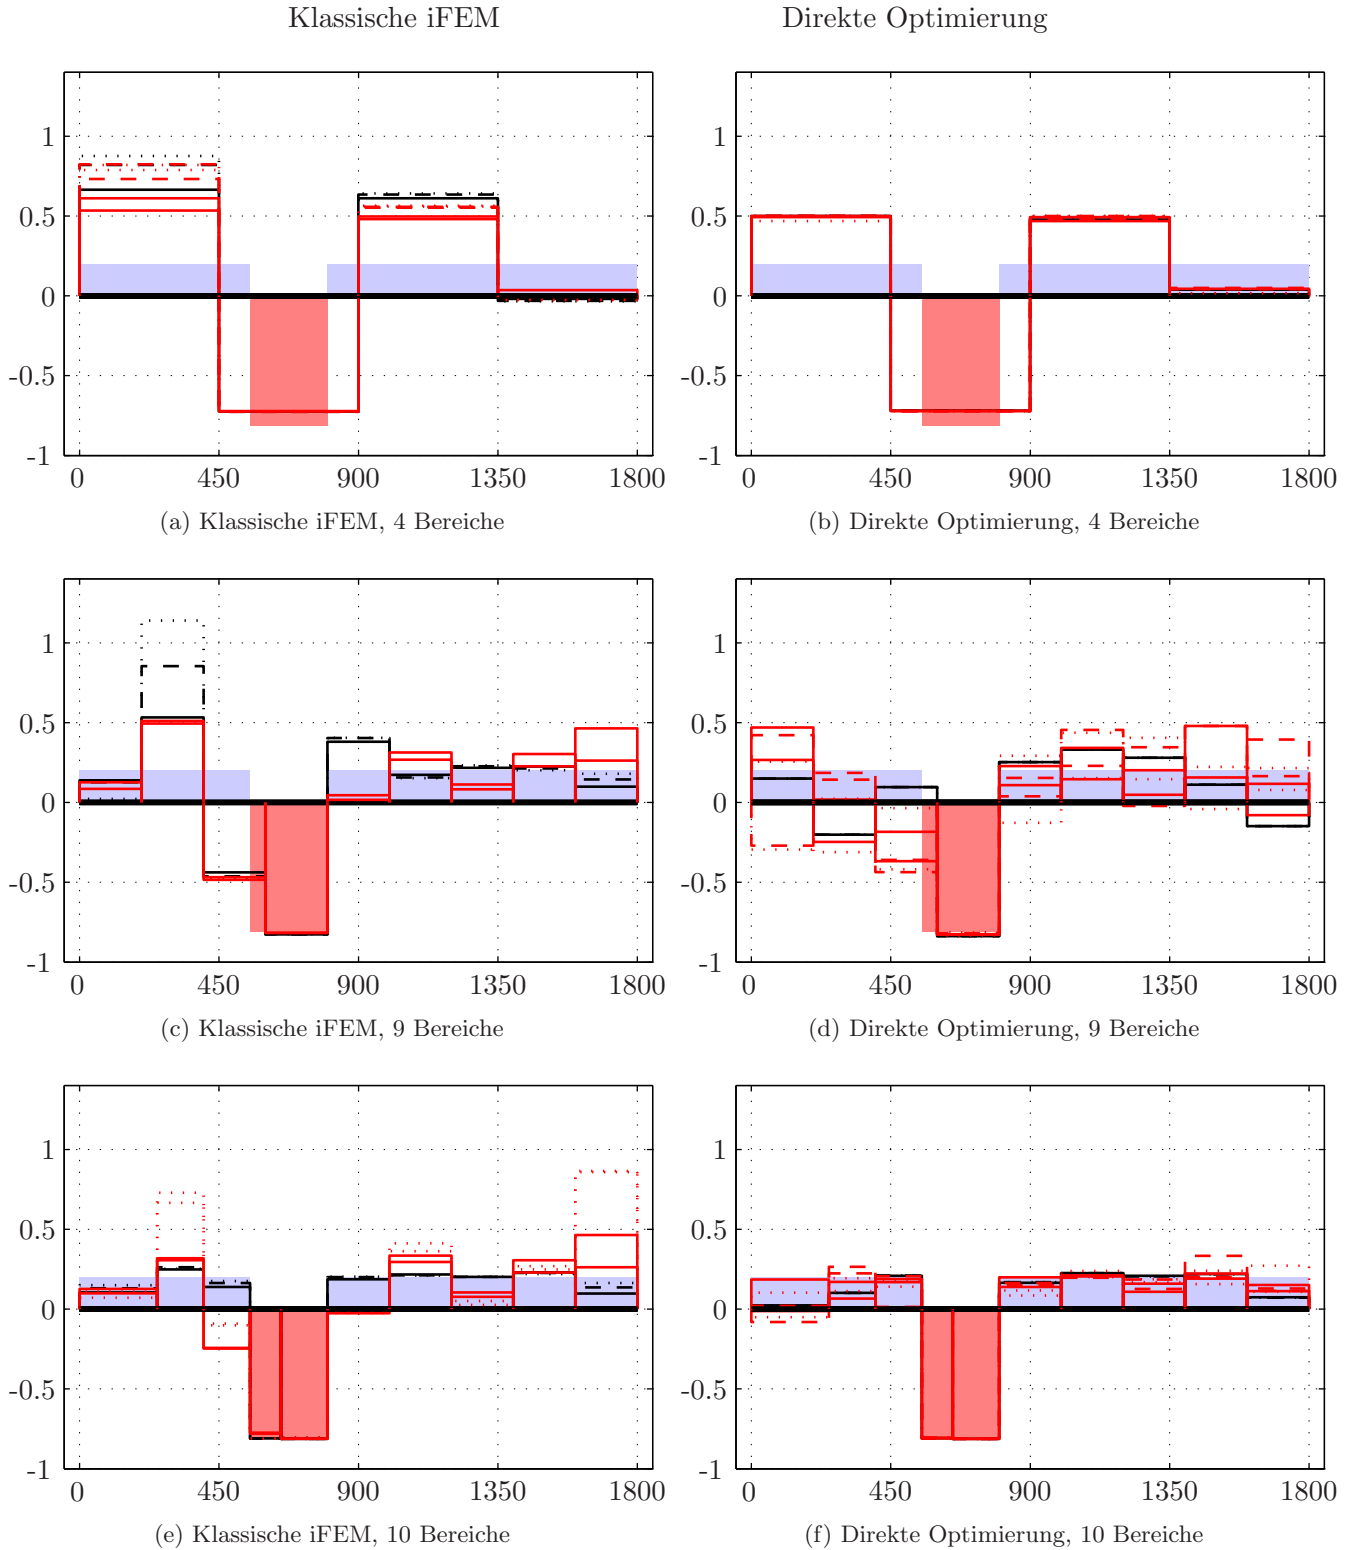 Klassische iFEM Direkte Optimierung
1 1
0.5 0.5
0 0
-0.5 -0.5
-1 -1
0 450 900 1350 1800 0 450 900 1350 1800
(a) Klassische iFEM, 4 Bereiche (b) Direkte Optimierung, 4 Bereiche
1 1
0.5 0.5
0 0
-0.5 -0.5
-1 -1
0 450 900 1350 1800 0 450 900 1350 1800
(c) Klassische iFEM, 9 Bereiche (d) Direkte Optimierung, 9 Bereiche
1 1
0.5 0.5
0 0
-0.5 -0.5
-1 -1
0 450 900 1350 1800 0 450 900 1350 1800
(e) Klassische iFEM, 10 Bereiche (f) Direkte Optimierung, 10 Bereiche